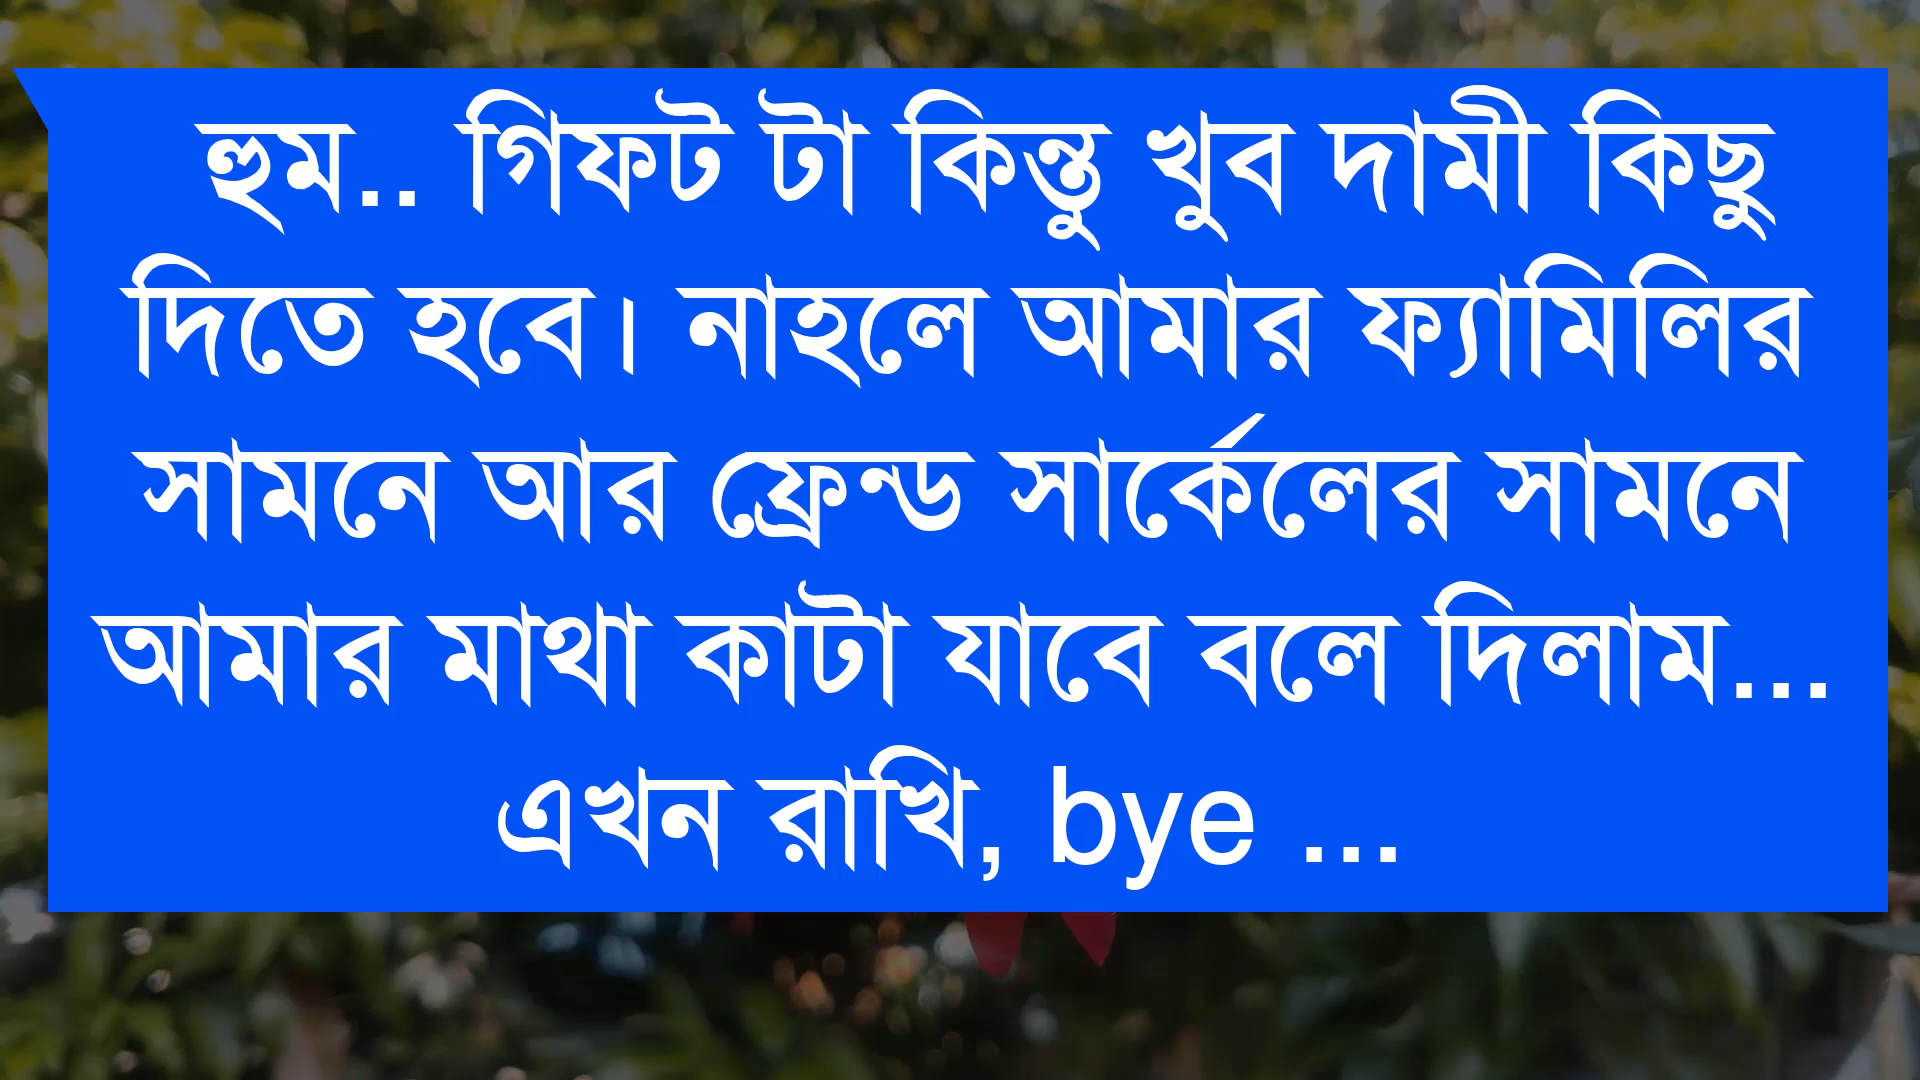 হুম.. গিফট টা কিন্তু খুব দামী কিছু
দিতে হবে। নাহলে আমার ফ্যামিলির
সামনে আর ফ্রেন্ড সার্কেলের সামনে
আমার মাথা কাটা যাবে বলে দিলাম...
এখন রাখি, bye ...